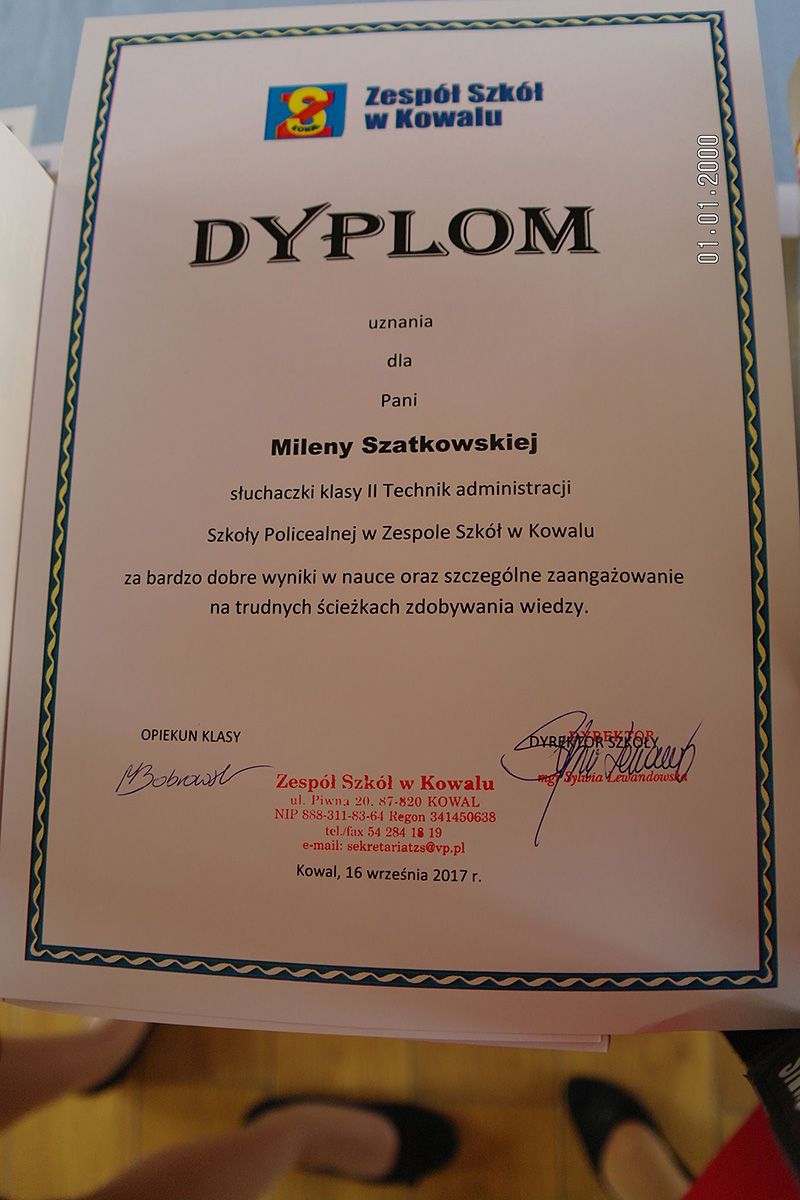 Zespół Szkół
w Kowalu
01.01.2000
DYPLOM
uznania
dla
Pani
Mileny Szatkowskiej
słuchaczki klasy II Technik administracji
Szkoły Policealnej w Zespole Szkół w Kowalu
za bardzo dobre wyniki w nauce oraz szczególne zaangażowanie
na trudnych ścieżkach zdobywania wiedzy.
OPIEKUN KLASY
DYREKTOR
DYREKTOR SZKOŁY
mgr Sylwia Lewandowska
Zespół Szkół w Kowalu
ul. Piwna 20, 87-820 KOWAL
NIP 888-311-83-64 Regon 341450638
tel./fax 54 284 18 19
e-mail: sekretariatzs@vp.pl
Kowal, 16 września 2017 r.